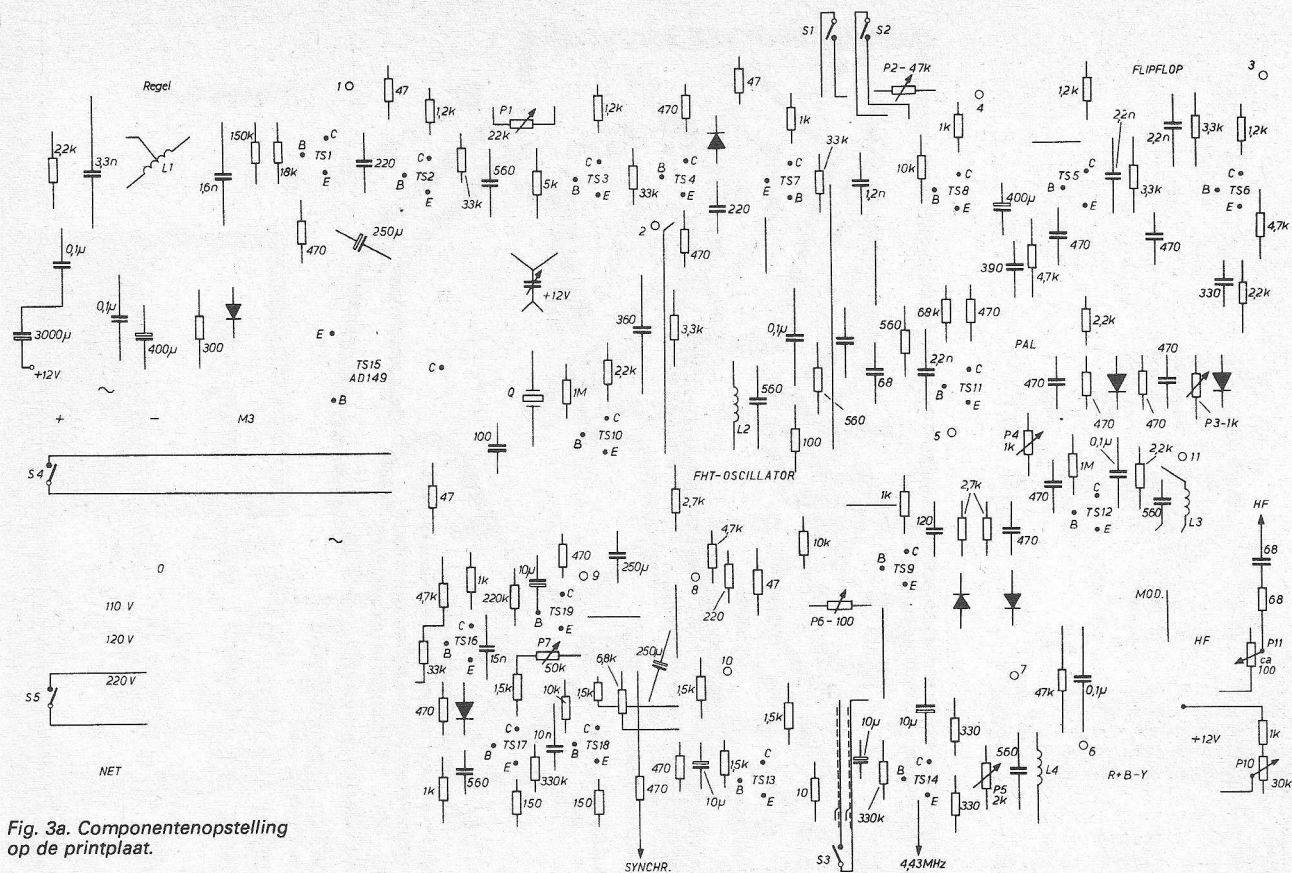 S1
S2
P2-47k
Regel
1
47
1,2k
P1
22k
1,2k
470
47
1k
4
1k
FLIPFLOP
1,2k
3
2,2k
3,3n
L1
150k
18k
B
C
TS1
E
1,6n
220
C
B
TS2
E
33k
560
5k
C
B
TS3
E
33k
C
B
TS4
E
220
C
E
TS7
B
33k
1,2n
10k
C
B
TS8
E
400µ
C
B
TS5
E
2,2n
2,2n
3,3k
3,3k
1,2k
C
B
TS6
E
470
250µ
2
470
470
470
4,7k
0,1µ
390
4,7k
330
2,2k
3000µ
+12V
0,1µ
400µ
300
E
TS15
AD149
C
B
+12V
360
3,3k
0,1µ
560
68k
470
2,2k
PAL
~
+
-
M3
Q
1M
2,2k
C
B
TS10
E
L2
560
560
68
2,2n
C
B
TS11
E
470
470
470
470
P3-1k
100
100
5
P4
1k
0,1µ
2,2k
11
S4
FHT-OSCILLATOR
47
2,7k
1k
120
2,7k
470
470
1M
C
B
TS12
E
560
L3
HF
~
4,7k
10k
C
B
TS9
E
68
0
110 V
120 V
220 V
S5
NET
4,7k
1k
220k
10µ
470
9
250µ
8
220
47
P6-100
MOD.
68
C
B
TS16
E
15n
C
B
TS19
E
HF
P11
ca
100
33k
P7
50k
6,8k
250µ
10
7
470
1,5k
10k
1,5k
1,5k
1,5k
47k
0,1µ
C
B
TS17
E
10n
C
B
TS18
E
10µ
10µ
330
+12V
1k
6
1k
560
330k
150
150
470
470
10µ
1,5k
C
B
TS13
E
10
330k
C
B
TS14
E
330
P5
2k
560
L4
R+B-Y
P10
30k
SYNCHR.
S3
4,43MHz
Fig. 3a. Componentenopstelling
op de printplaat.